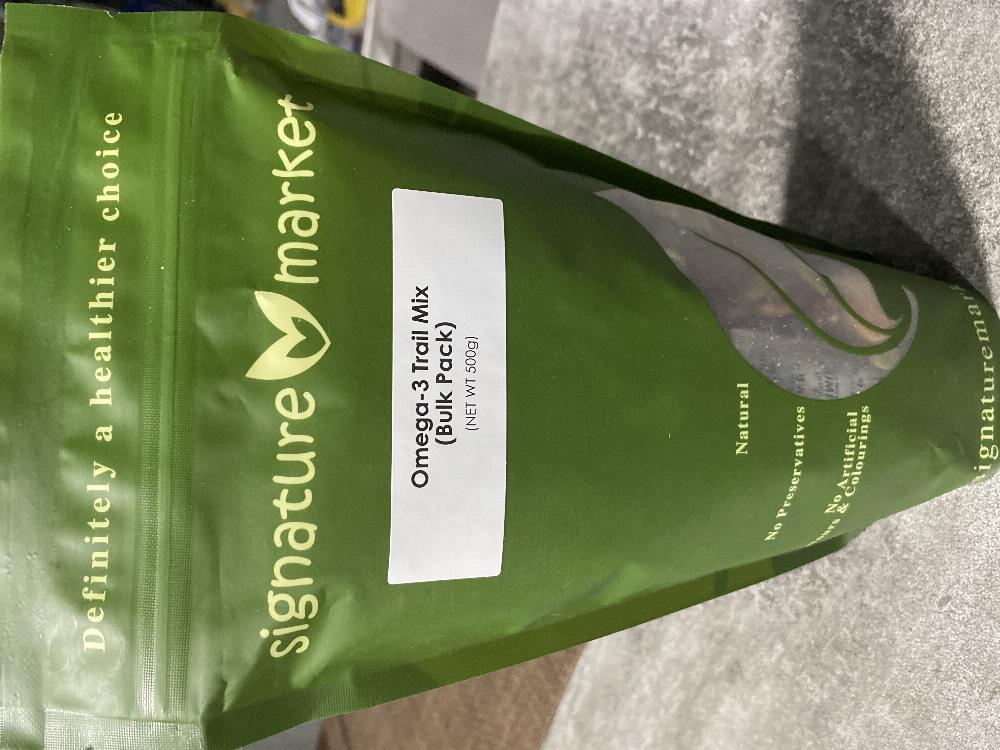 Definitely a healthier choice
signature market
Omega-3 Trail Mix
(Bulk Pack)
(NET WT 500g)
Natural
No Preservatives
No Artificial
& Colourings